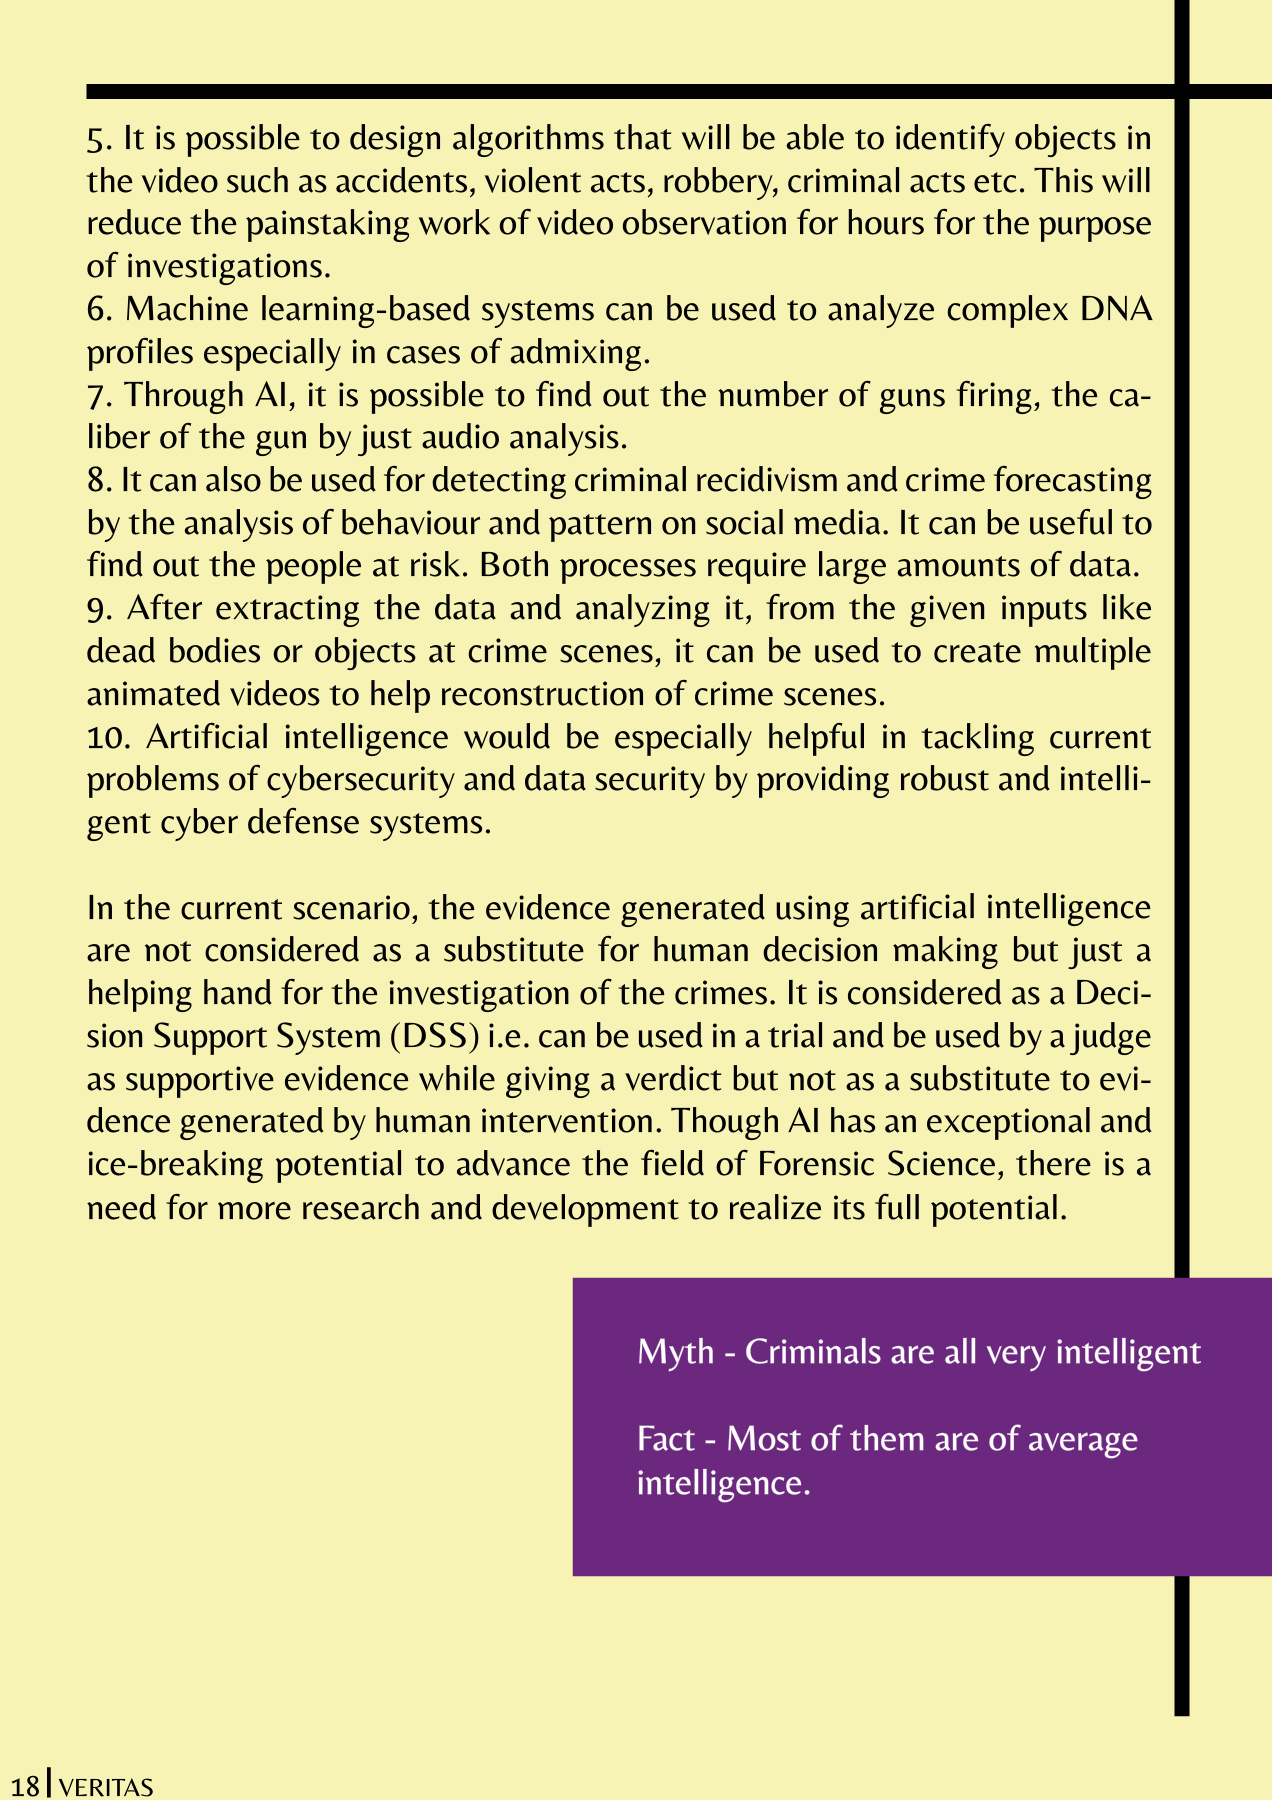 5. It is possible to design algorithms that will be able to identify objects in
the video such as accidents, violent acts, robbery, criminal acts etc. This will
reduce the painstaking work of video observation for hours for the purpose
of investigations.
6. Machine learning-based systems can be used to analyze complex DNA
profiles especially in cases of admixing.
7. Through AI, it is possible to find out the number of guns firing, the ca-
liber of the gun by just audio analysis.
8. It can also be used for detecting criminal recidivism and crime forecasting
by the analysis of behaviour and pattern on social media. It can be useful to
find out the people at risk. Both processes require large amounts of data.
9. After extracting the data and analyzing it, from the given inputs like
dead bodies or objects at crime scenes, it can be used to create multiple
animated videos to help reconstruction of crime scenes.
10. Artificial intelligence would be especially helpful in tackling current
problems of cybersecurity and data security by providing robust and intelli-
gent cyber defense systems.
In the current scenario, the evidence generated using artificial intelligence
are not considered as a substitute for human decision making but just a
helping hand for the investigation of the crimes. It is considered as a Deci-
sion Support System (DSS) i.e. can be used in a trial and be used by a judge
as supportive evidence while giving a verdict but not as a substitute to evi-
dence generated by human intervention. Though AI has an exceptional and
ice-breaking potential to advance the field of Forensic Science, there is a
need for more research and development to realize its full potential.
Myth - Criminals are all very intelligent
Fact - Most of them are of average
intelligence.
18 | VERITAS